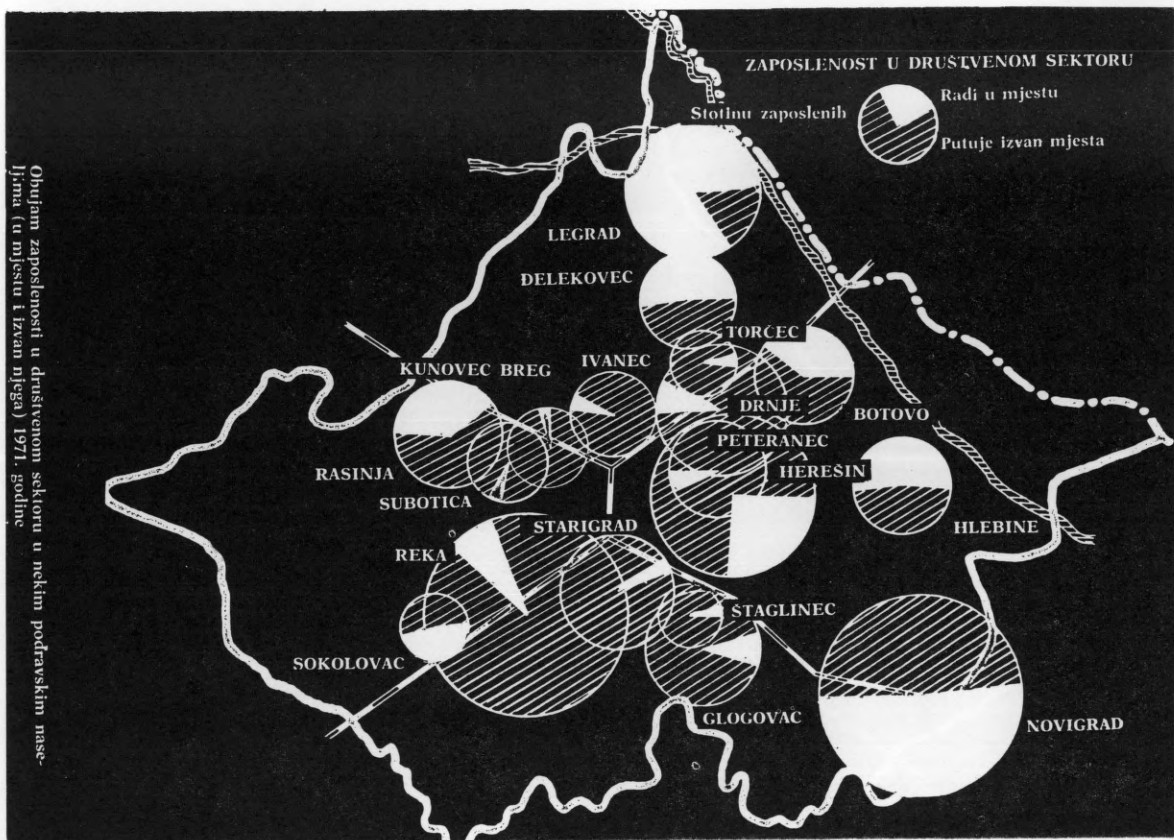 ZAPOSLENOST U DRUŠTVENOM SEKTORU
Stotinu zaposlenih
Radi u mjestu
Putuje izvan mjesta
LEGRAD
ĐELEKOVEC
TORČEC
KUNOVEC BREG
IVANEC
DRNJE
BOTOVO
PETERANEC
HEREŠIN
RASINJA
SUBOTICA
HLEBINE
STARIGRAD
REKA
ŠTAGLINEC
SOKOLOVAC
GLOGOVAC
NOVIGRAD
Obujam zaposlenosti u društvenom sektoru u nekim podravskim nase-
ljima (u mjestu i izvan njega) 1971. godine